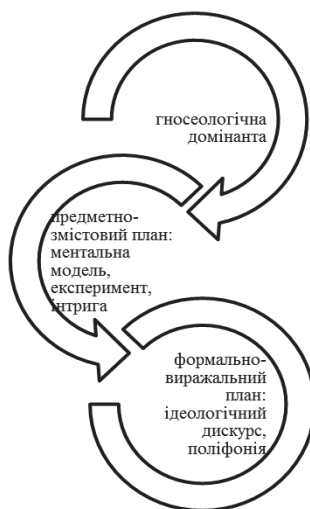 гносеологічна
домінанта
предметно-
змістовий план:
ментальна
модель,
експеримент,
інтрига
формально-
виражальний
план:
ідеологічний
дискурс,
поліфонія